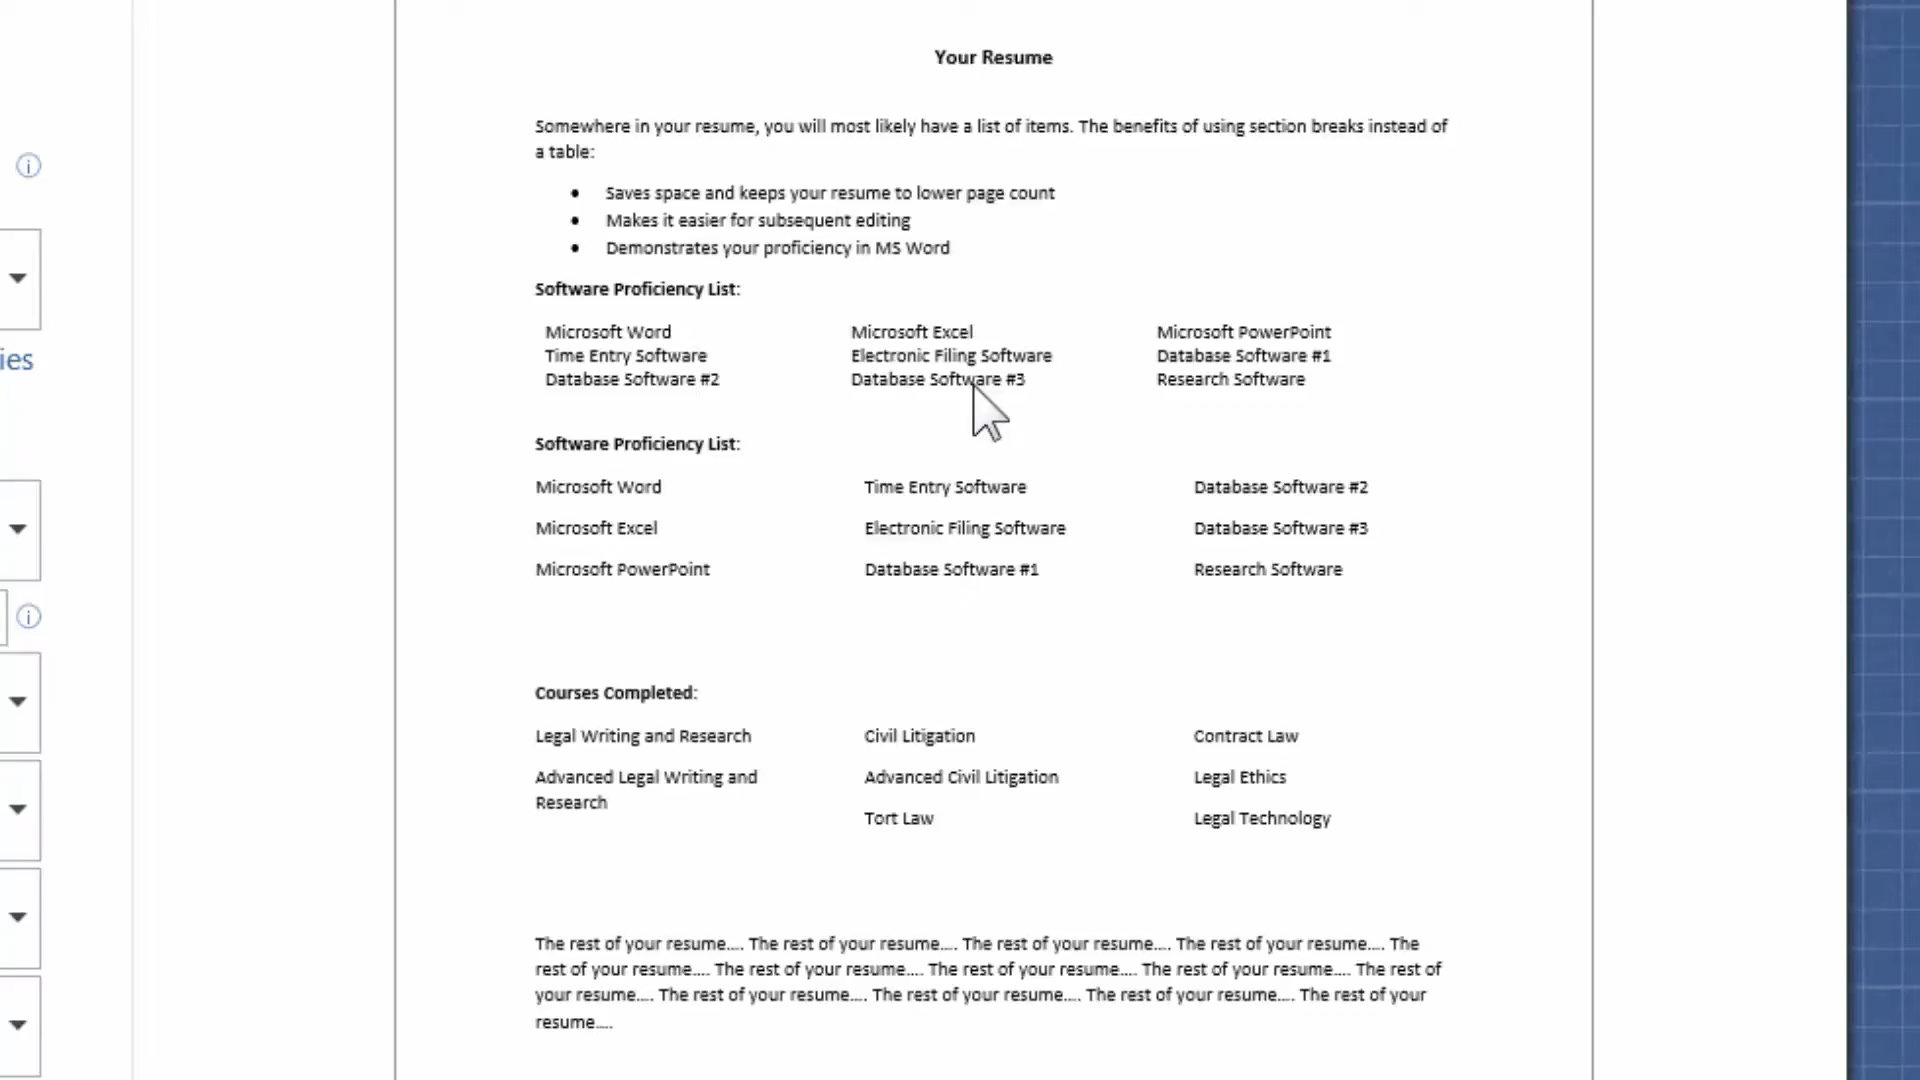 Your Resume
Somewhere in your resume, you will most likely have a list of items. The benefits of using section breaks instead of
a table:
• Saves space and keeps your resume to lower page count
• Makes it easier for subsequent editing
• Demonstrates your proficiency in MS Word
Software Proficiency List:
Microsoft Word Microsoft Excel Microsoft PowerPoint
Time Entry Software Electronic Filing Software Database Software #1
Database Software #2 Database Software #3 Research Software
ies
Software Proficiency List:
Microsoft Word Time Entry Software Database Software #2
Microsoft Excel Electronic Filing Software Database Software #3
Microsoft PowerPoint Database Software #1 Research Software
Courses Completed:
Legal Writing and Research Civil Litigation Contract Law
Advanced Legal Writing and Advanced Civil Litigation Legal Ethics
Research
Tort Law Legal Technology
The rest of your resume.... The rest of your resume.... The rest of your resume.... The rest of your resume.... The
rest of your resume.... The rest of your resume.... The rest of your resume.... The rest of your resume.... The rest of
your resume.... The rest of your resume.... The rest of your resume.... The rest of your resume.... The rest of your
resume....